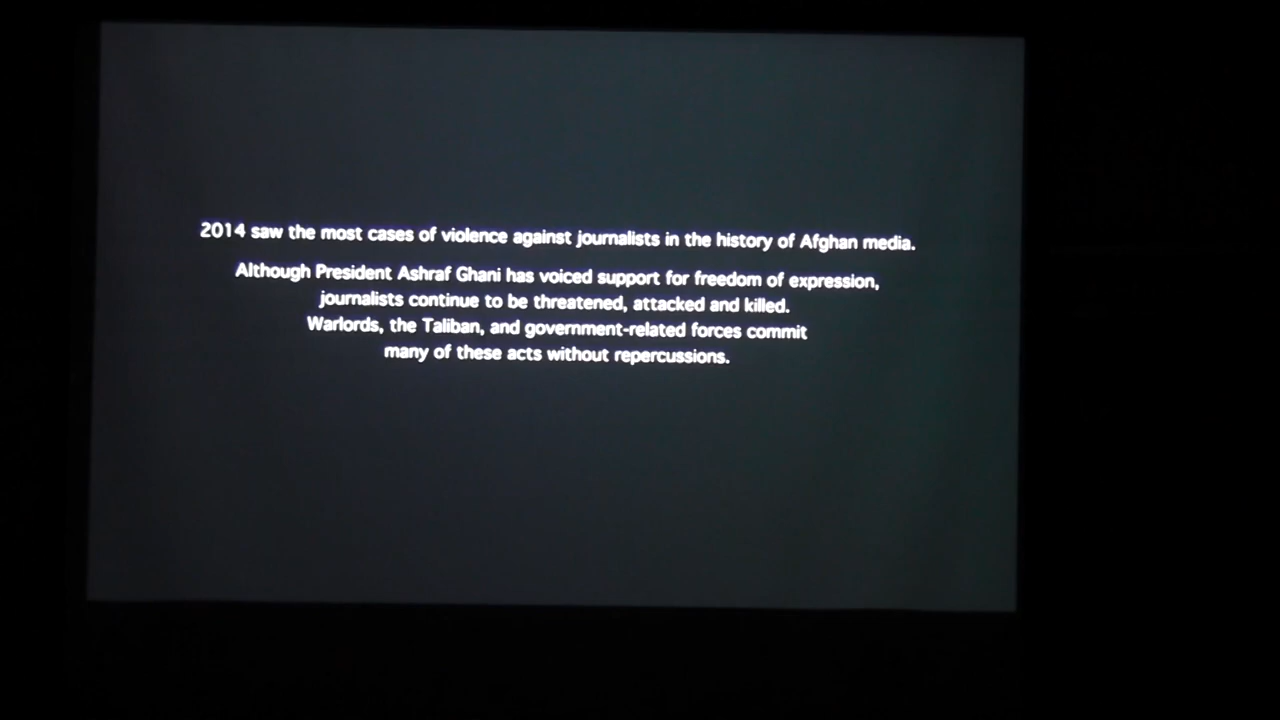 2014 saw the most cases of violence against journalists in the history of Afghan media.
Although President Ashraf Ghani has voiced support for freedom of expression,
journalists continue to be threatened, attacked and killed.
Warlords, the Taliban, and government-related forces commit
many of these acts without repercussions.